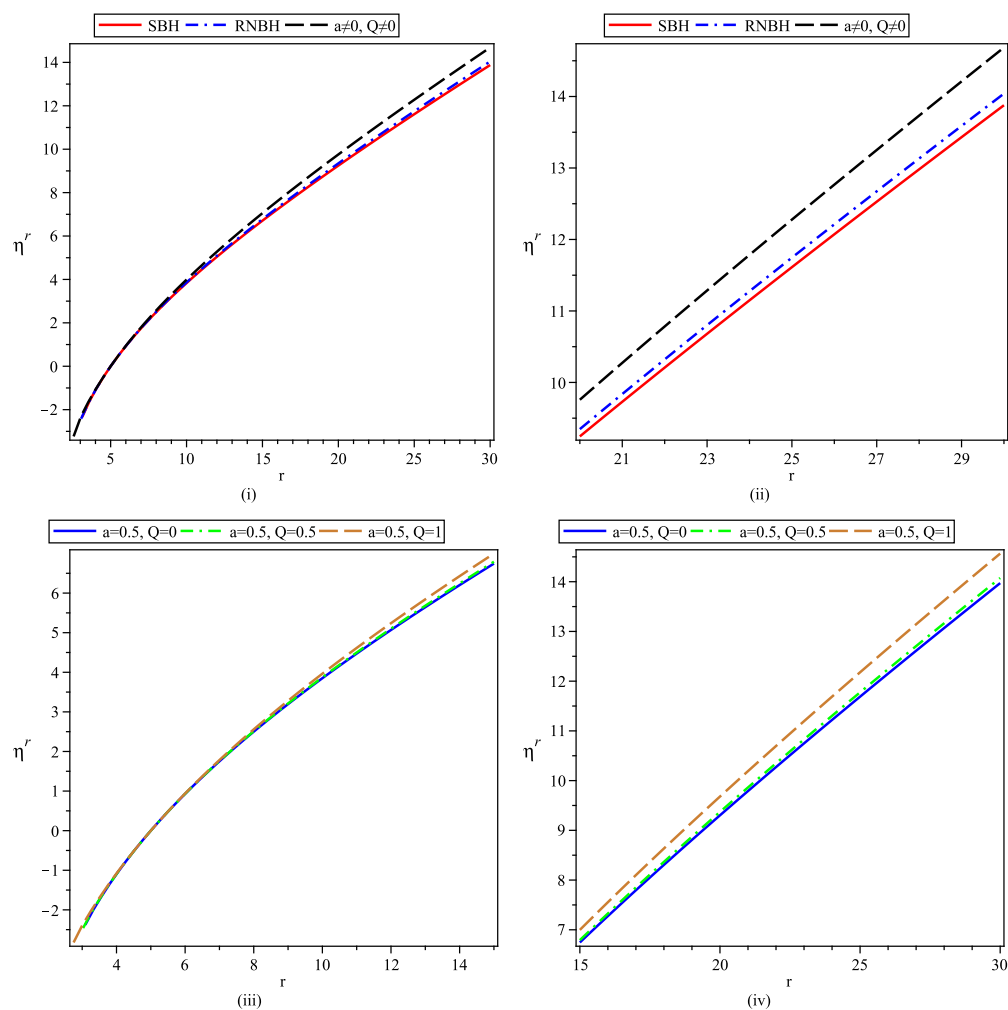 SBH RNBH a≠0, Q≠0
14
12
10
8
6
4
2
0
−2
η^r
5 10 15 20 25 30
r
(i)
SBH RNBH a≠0, Q≠0
14
13
12
11
10
η^r
21 23 25 27 29
r
(ii)
a=0.5, Q=0 a=0.5, Q=0.5 a=0.5, Q=1
6
5
4
3
2
1
0
−1
−2
η^r
4 6 8 10 12 14
r
(iii)
a=0.5, Q=0 a=0.5, Q=0.5 a=0.5, Q=1
14
13
12
11
10
9
8
7
η^r
15 20 25 30
r
(iv)